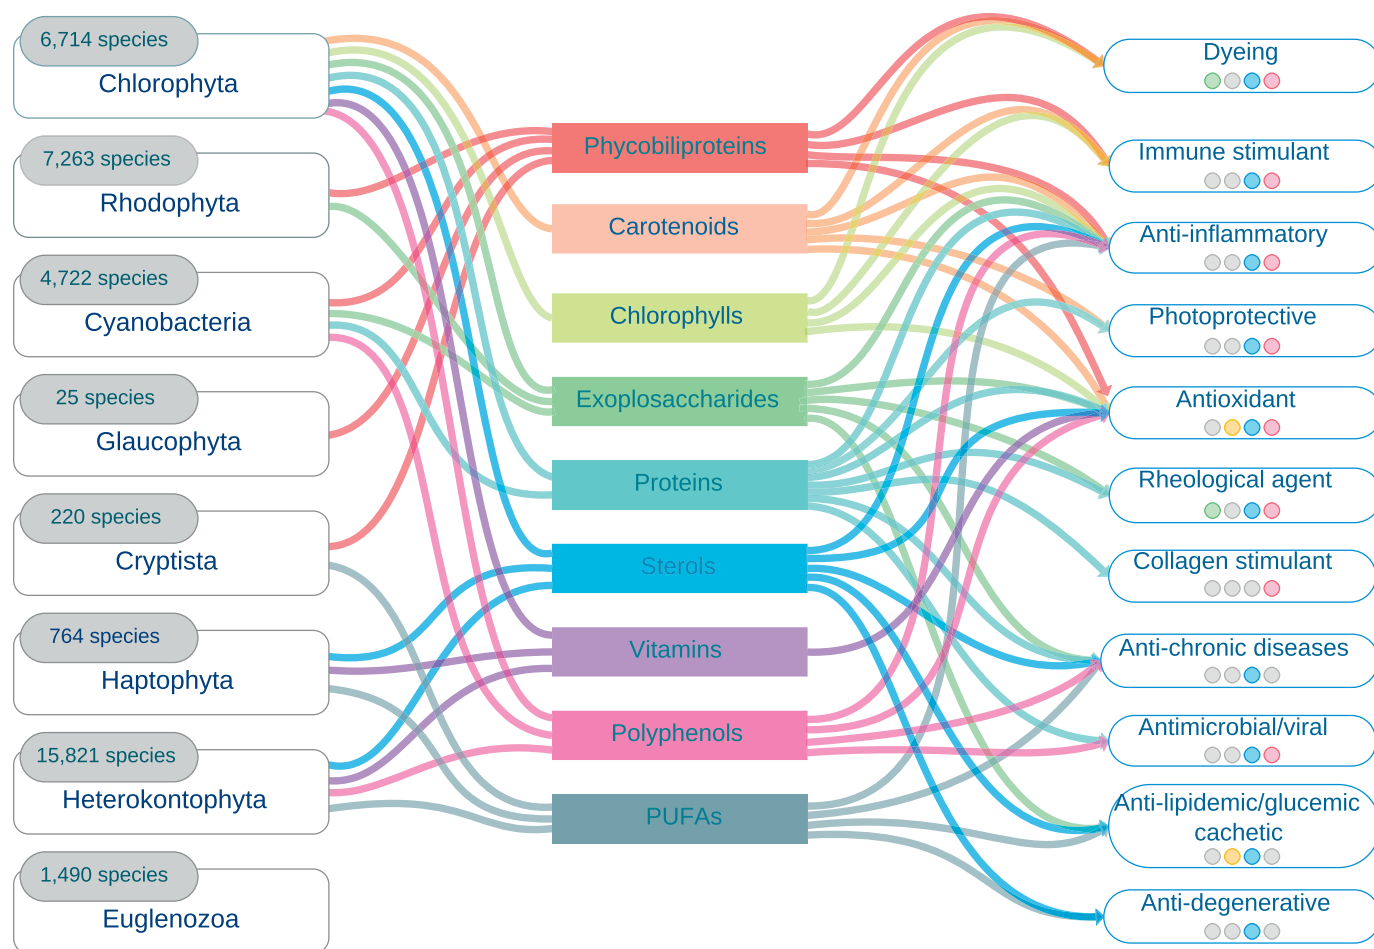 6,714 species
Chlorophyta
7,263 species
Rhodophyta
4,722 species
Cyanobacteria
25 species
Glaucophyta
220 species
Cryptista
764 species
Haptophyta
15,821 species
Heterokontophyta
1,490 species
Euglenozoa
Phycobiliproteins
Carotenoids
Chlorophylls
Exoplosaccharides
Proteins
Sterols
Vitamins
Polyphenols
PUFAs
Dyeing
Immune stimulant
Anti-inflammatory
Photoprotective
Antioxidant
Rheological agent
Collagen stimulant
Anti-chronic diseases
Antimicrobial/viral
Anti-lipidemic/glucemic
cachetic
Anti-degenerative